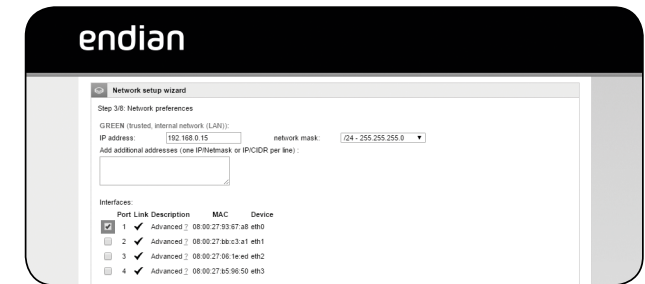 endian
Network setup wizard
Step 3/8: Network preferences
GREEN (trusted, internal network (LAN)):
IP address: 192.168.0.15 network mask: /24 - 255.255.255.0
Add additional addresses (one IP/Netmask or IP/CIDR per line) :
Interfaces:
Port Link Description MAC Device
1 Advanced ? 08:00:27:93:67:a8 eth0
2 Advanced ? 08:00:27:bb:c3:a1 eth1
3 Advanced ? 08:00:27:06:1e:ed eth2
4 Advanced ? 08:00:27:b5:96:50 eth3